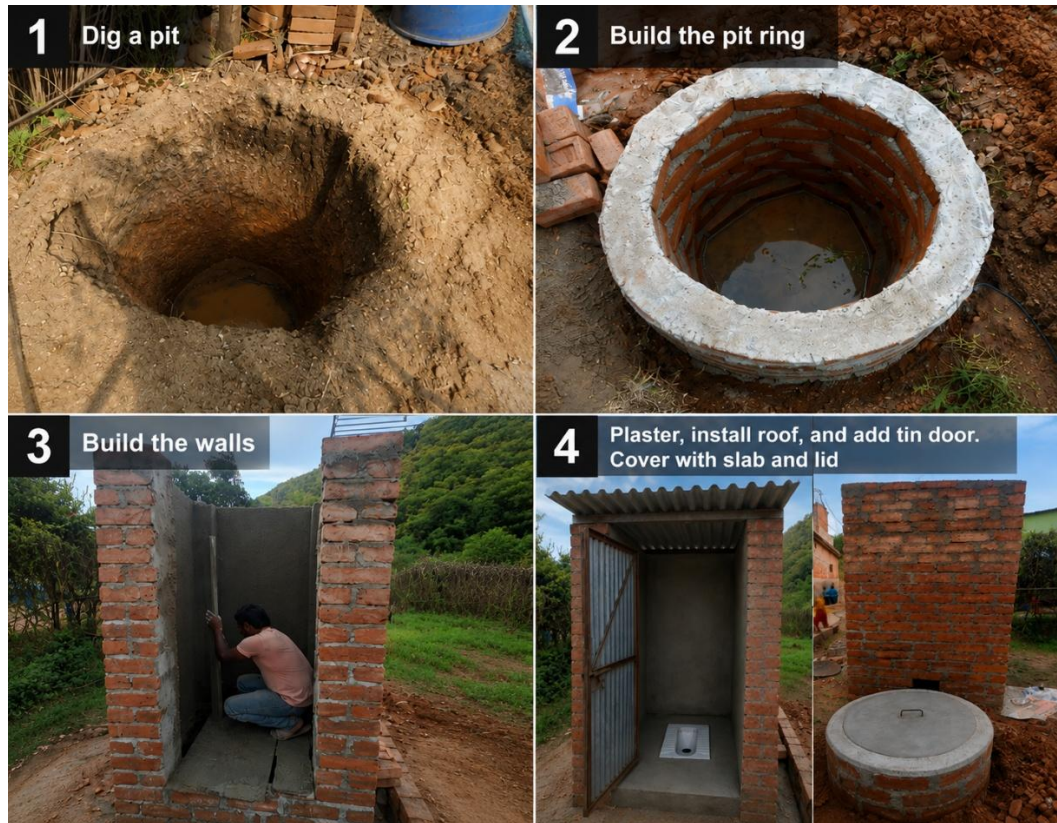 1 Dig a pit
2 Build the pit ring
3 Build the walls
4 Plaster, install roof, and add tin door.
Cover with slab and lid